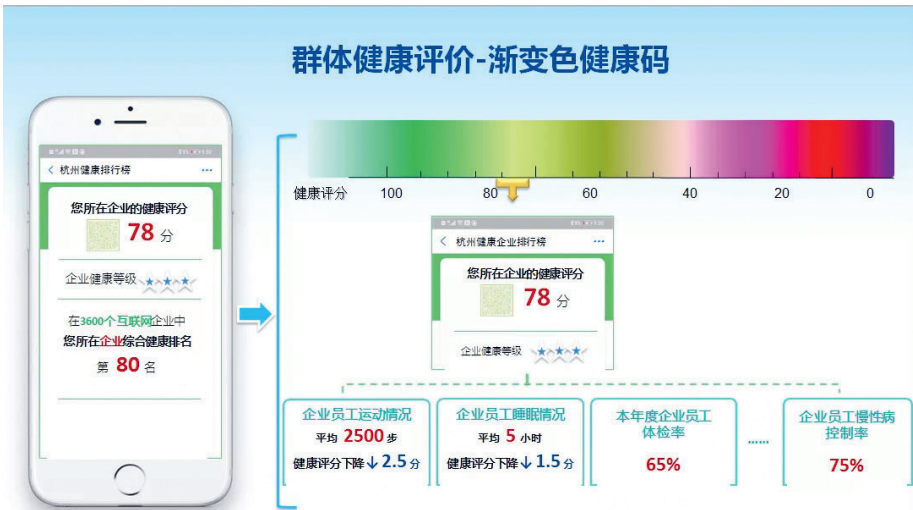 群体健康评价-渐变色健康码
杭州健康排行榜
您所在企业的健康评分
78 分
企业健康等级
在3600个互联网企业中
您所在企业综合健康排名
第 80 名
健康评分 100 80 60 40 20 0
杭州健康企业排行榜
您所在企业的健康评分
78 分
企业健康等级
企业员工运动情况
平均 2500 步
健康评分下降↓2.5 分
企业员工睡眠情况
平均 5 小时
健康评分下降↓1.5 分
本年度企业员工
体检率
65%
……
企业员工慢性病
控制率
75%